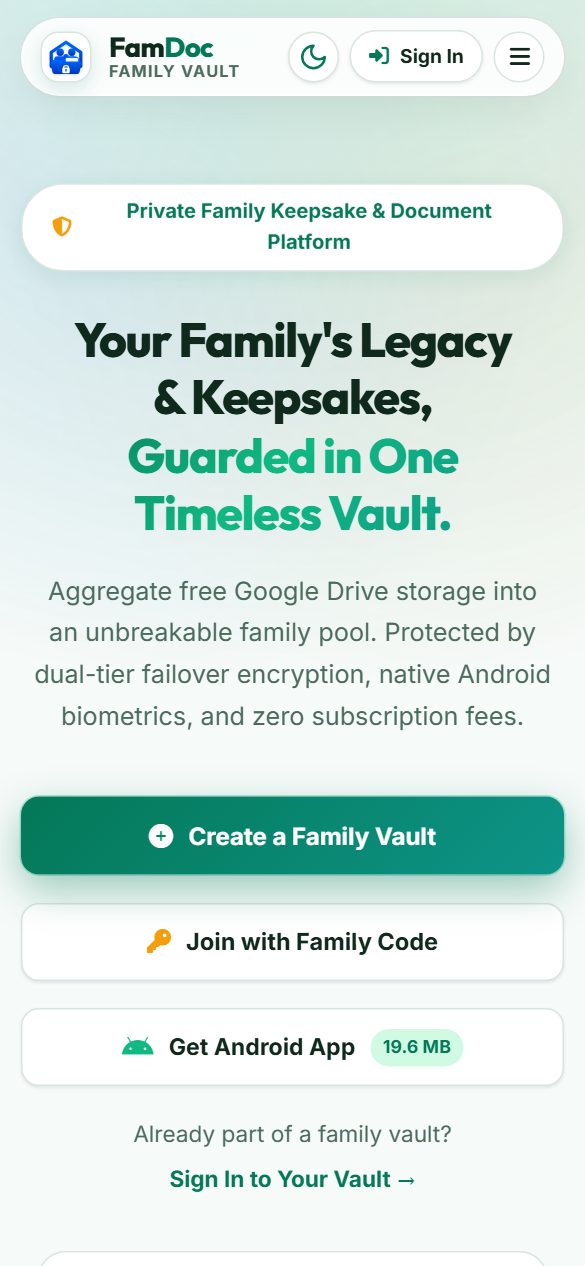 FamDoc
FAMILY VAULT
Sign In
Private Family Keepsake & Document
Platform
Your Family's Legacy
& Keepsakes,
Guarded in One
Timeless Vault.
Aggregate free Google Drive storage into
an unbreakable family pool. Protected by
dual-tier failover encryption, native Android
biometrics, and zero subscription fees.
Create a Family Vault
Join with Family Code
Get Android App 19.6 MB
Already part of a family vault?
Sign In to Your Vault →